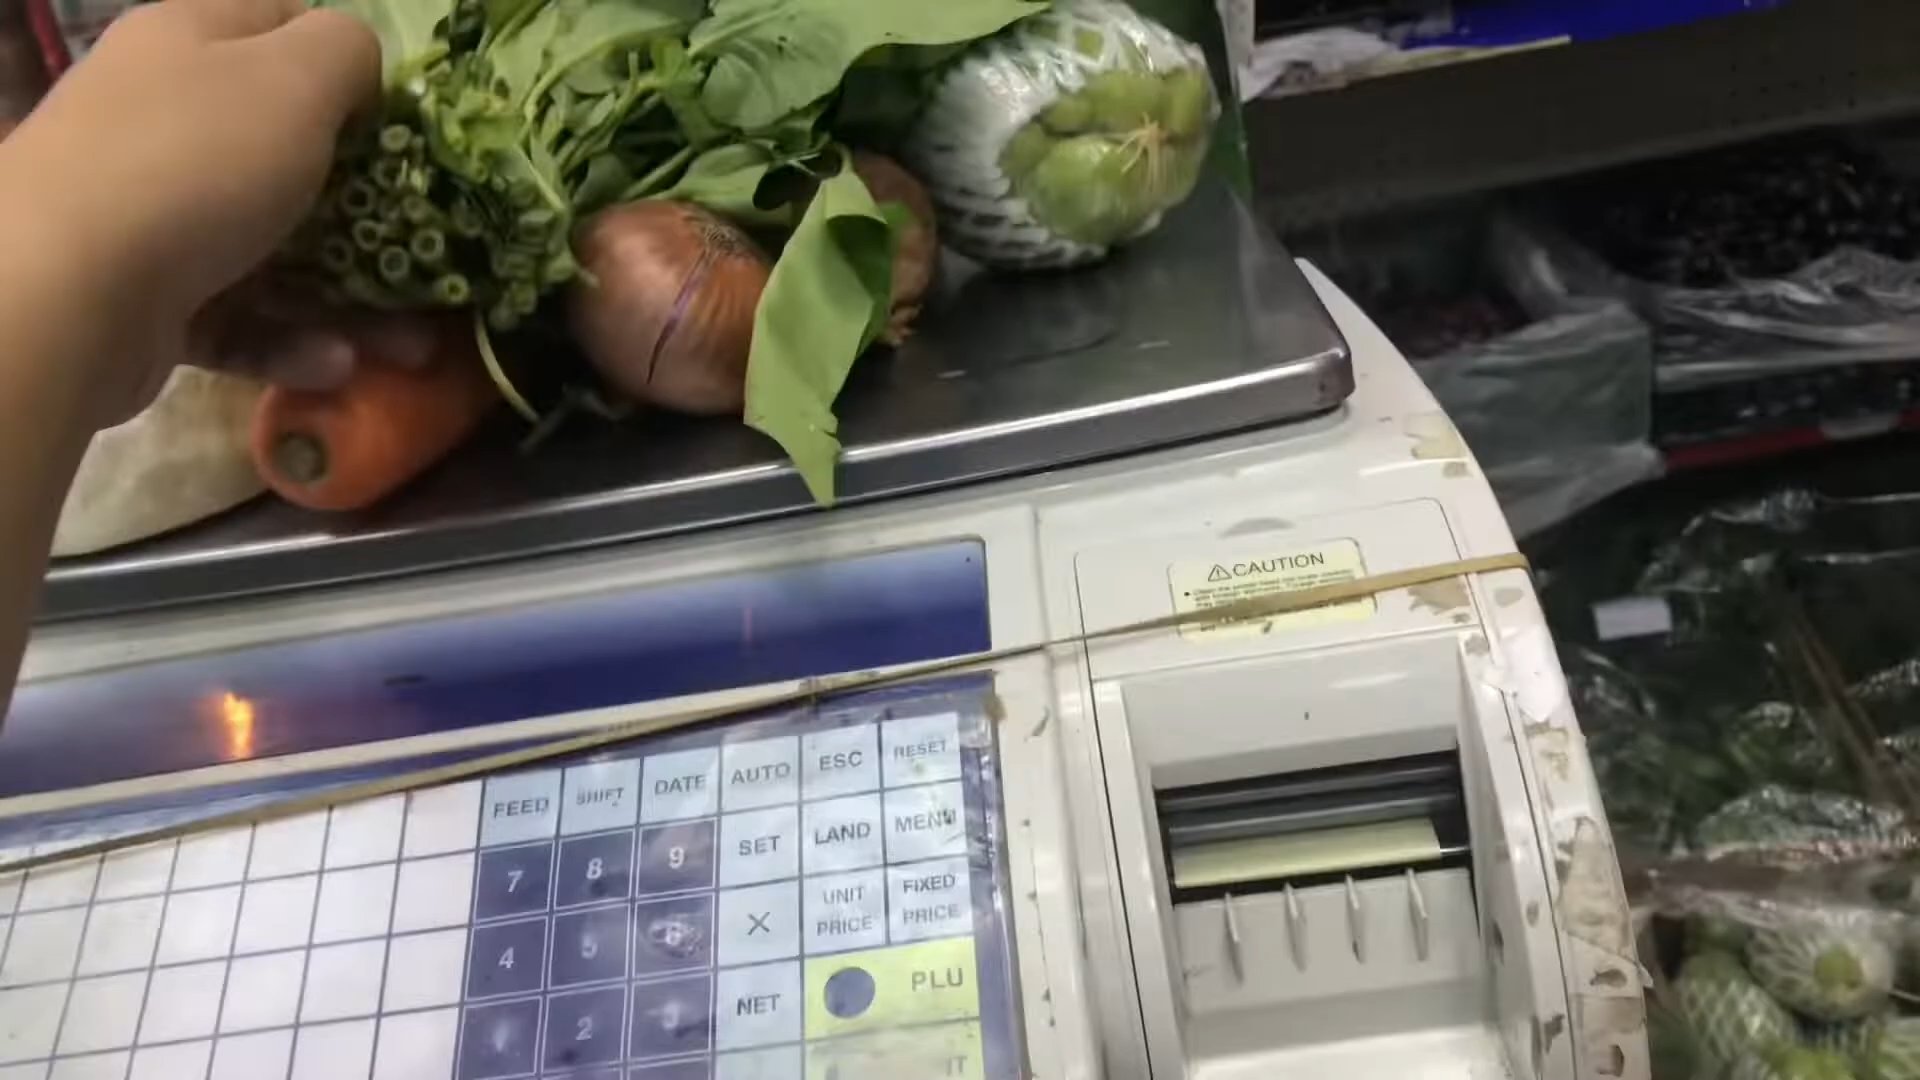 CAUTION
FEED SHIFT DATE AUTO ESC RESET
7 8 9 SET LAND MENU
4 5 6 X UNIT PRICE FIXED PRICE
2 3 NET PLU